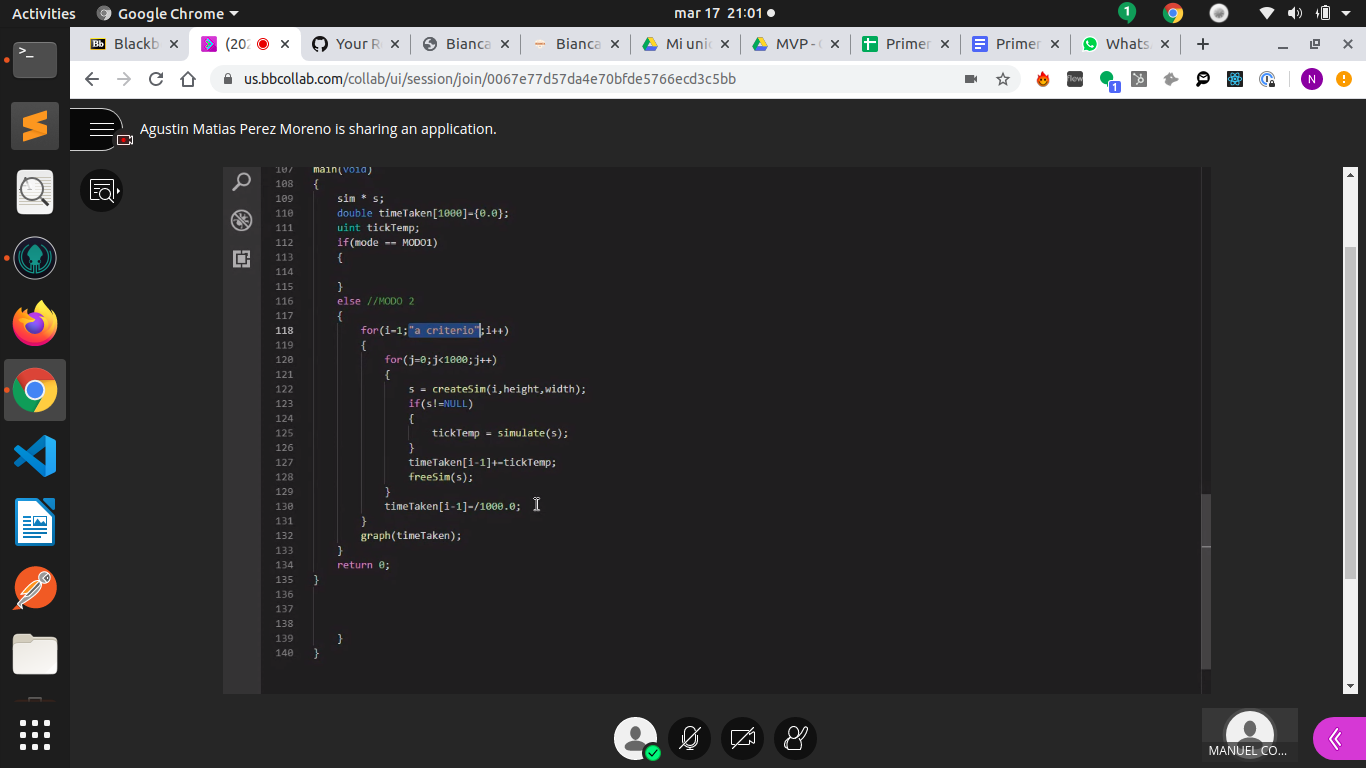 Activities
Google Chrome
mar 17 21:01
1
Bb Blackb
(202
Your R
Bianca
Bianca
Mi unic
MVP - C
Primer
Primer
Whats.
us.bbcollab.com/collab/ui/session/join/0067e77d57da4e70bfde5766ecd3c5bb
flow
1
N
Agustin Matias Perez Moreno is sharing an application.
107 main(void)
108 {
109 sim * s;
110 double timeTaken[1000]={0.0};
111 uint tickTemp;
112 if(mode == MODO1)
113 {
114
115 }
116 else //MODO 2
117 {
118 for(i=1;"a criterio";i++)
119 {
120 for(j=0;j<1000;j++)
121 {
122 s = createSim(i,height,width);
123 if(s!=NULL)
124 {
125 tickTemp = simulate(s);
126 }
127 timeTaken[i-1]+=tickTemp;
128 freeSim(s);
129 }
130 timeTaken[i-1]=/1000.0;
131 }
132 graph(timeTaken);
133 }
134 return 0;
135 }
136
137
138
139 }
140 }
MANUEL CO...